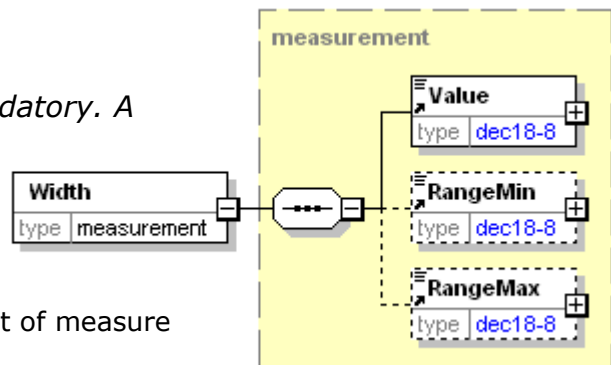 measurement
datory. A
Value
type dec18-8
Width
type measurement
RangeMin
type dec18-8
RangeMax
type dec18-8
t of measure